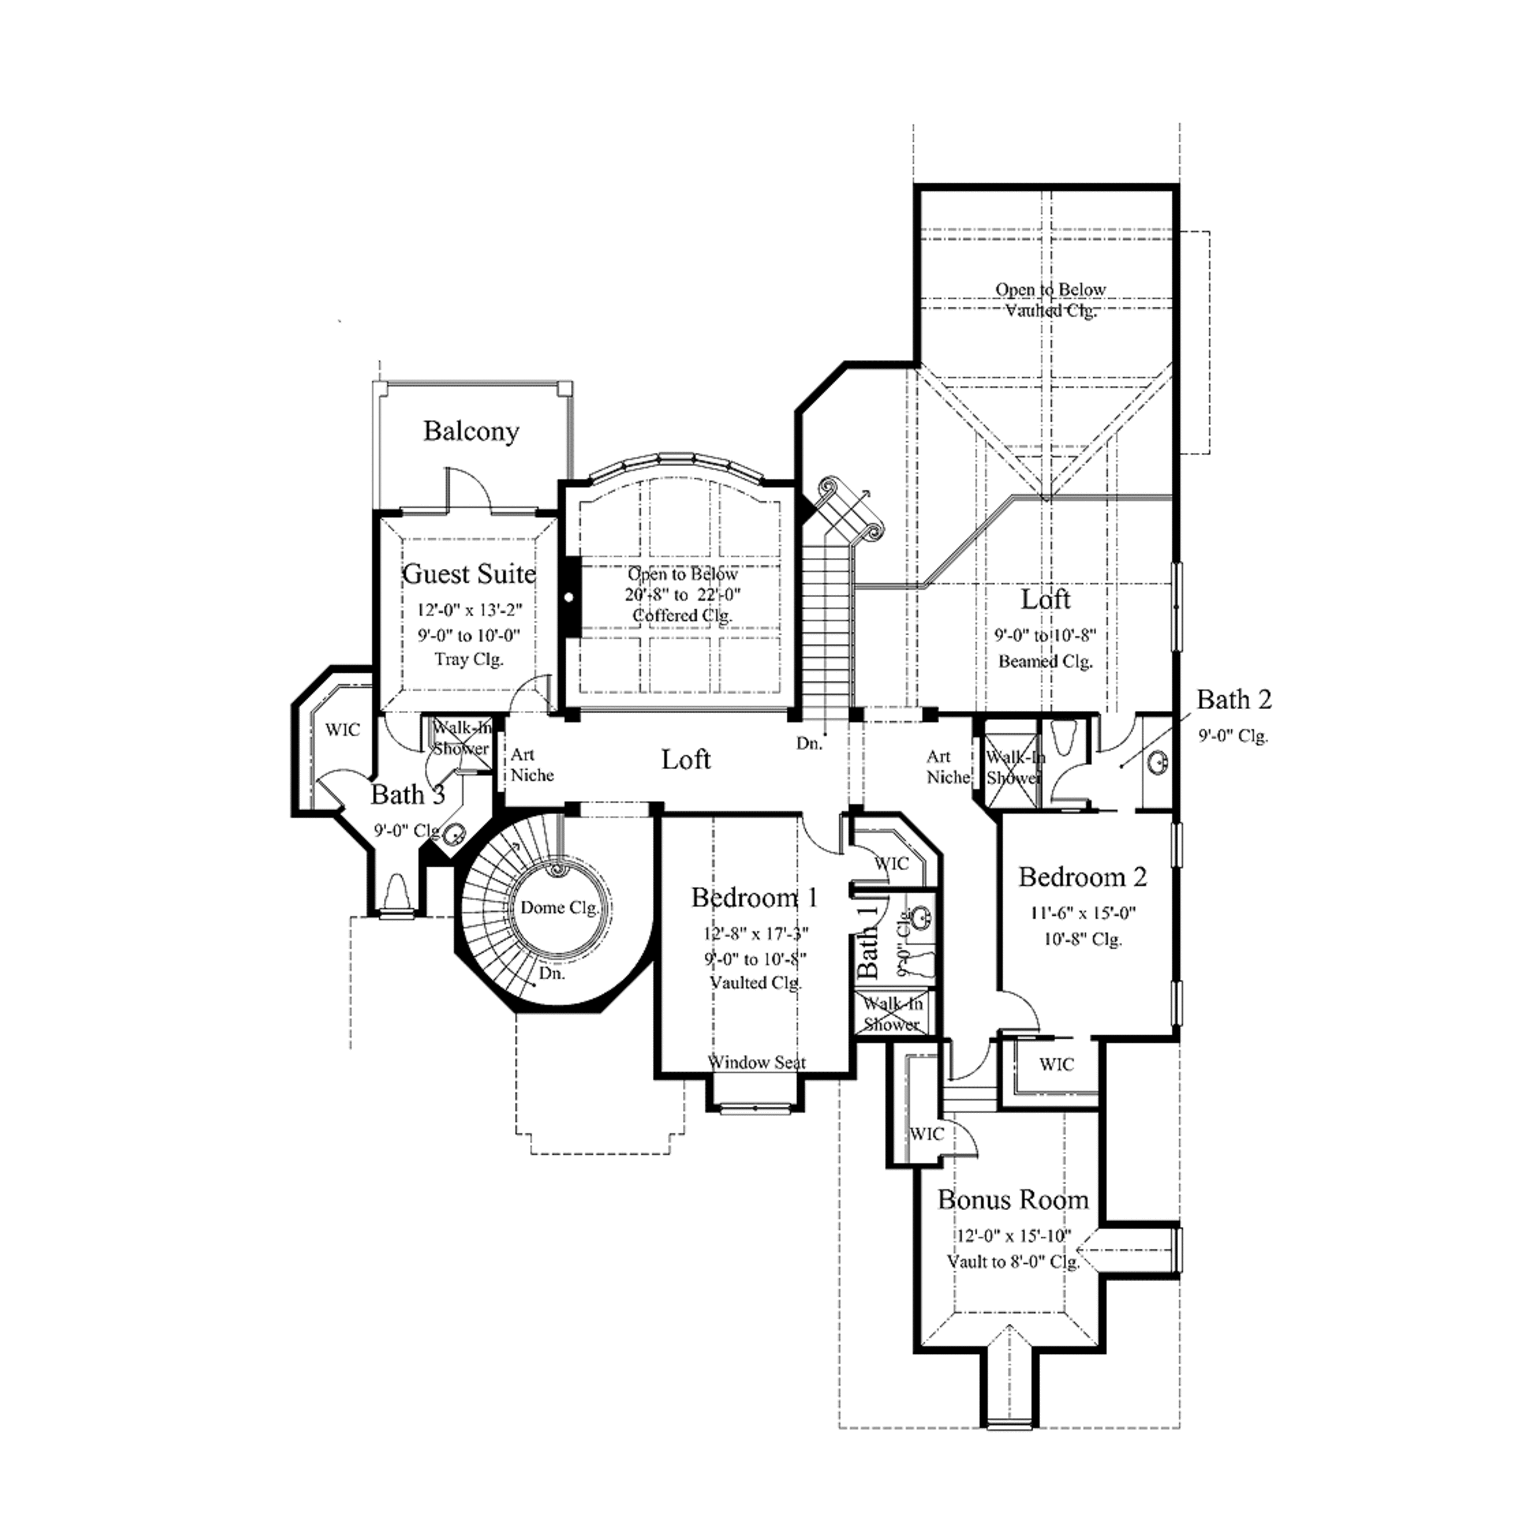 Open to Below
Vaulted Clg.
Balcony
Guest Suite
12'-0" x 13'-2"
9'-0" to 10'-0"
Tray Clg.
Open to Below
20'-8" to 22'-0"
Coffered Clg.
Loft
9'-0" to 10'-8"
Beamed Clg.
Bath 2
9'-0" Clg.
WIC
Walk-In
Shower
Art
Niche
Loft
Dn.
Art
Niche
Walk-In
Shower
Bath 3
9'-0" Clg.
Dome Clg.
Dn.
Bedroom 1
12'-8" x 17'-3"
9'-0" to 10'-8"
Vaulted Clg.
Window Seat
WIC
Bath 1
9'-0" Clg.
Walk-In
Shower
Bedroom 2
11'-6" x 15'-0"
10'-8" Clg.
WIC
WIC
Bonus Room
12'-0" x 15'-10"
Vault to 8'-0" Clg.